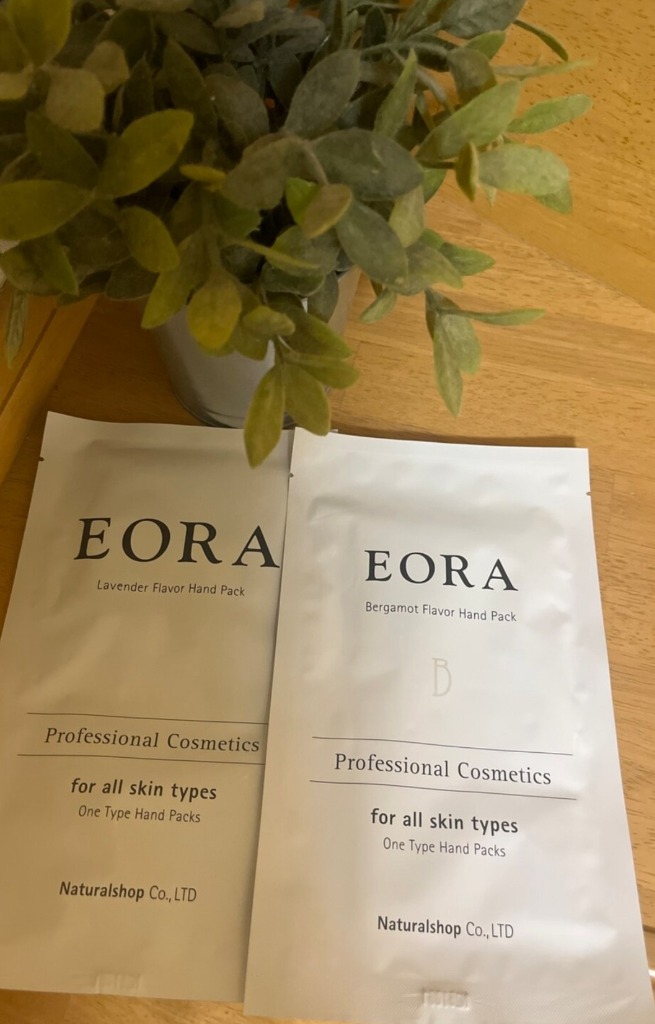 EORA
Lavender Flavor Hand Pack
Professional Cosmetics
for all skin types
One Type Hand Packs
Naturalshop Co.,LTD
EORA
Bergamot Flavor Hand Pack
B
Professional Cosmetics
for all skin types
One Type Hand Packs
Naturalshop Co.,LTD